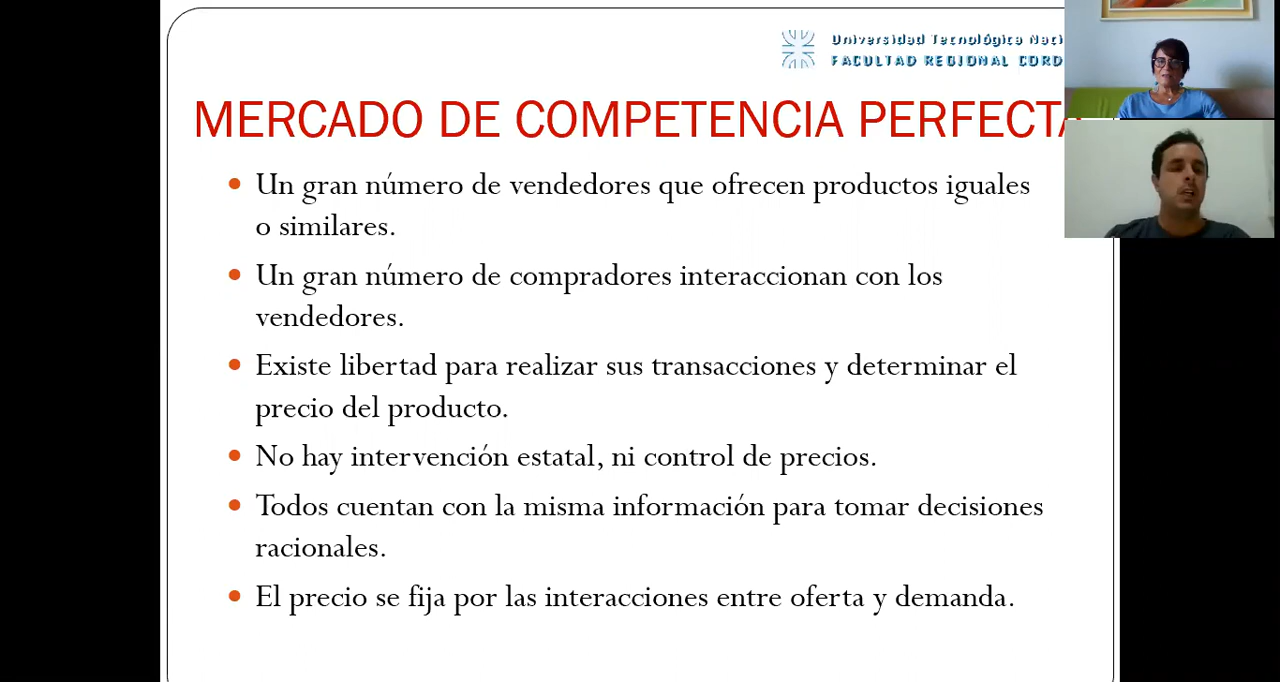 Universidad Tecnológica Naci
FACULTAD REGIONAL CORD
MERCADO DE COMPETENCIA PERFECTA
• Un gran número de vendedores que ofrecen productos iguales
o similares.
• Un gran número de compradores interaccionan con los
vendedores.
• Existe libertad para realizar sus transacciones y determinar el
precio del producto.
• No hay intervención estatal, ni control de precios.
• Todos cuentan con la misma información para tomar decisiones
racionales.
• El precio se fija por las interacciones entre oferta y demanda.